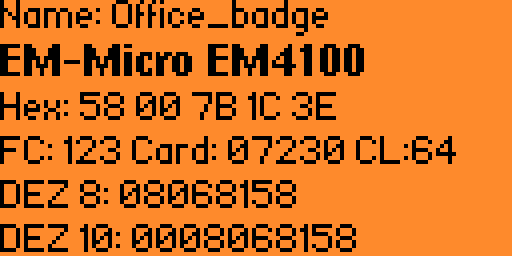 Name: Office_badge
EM-Micro EM4100
Hex: 58 00 7B 1C 3E
FC: 123 Card: 07230 CL:64
DEZ 8: 08068158
DEZ 10: 0008068158